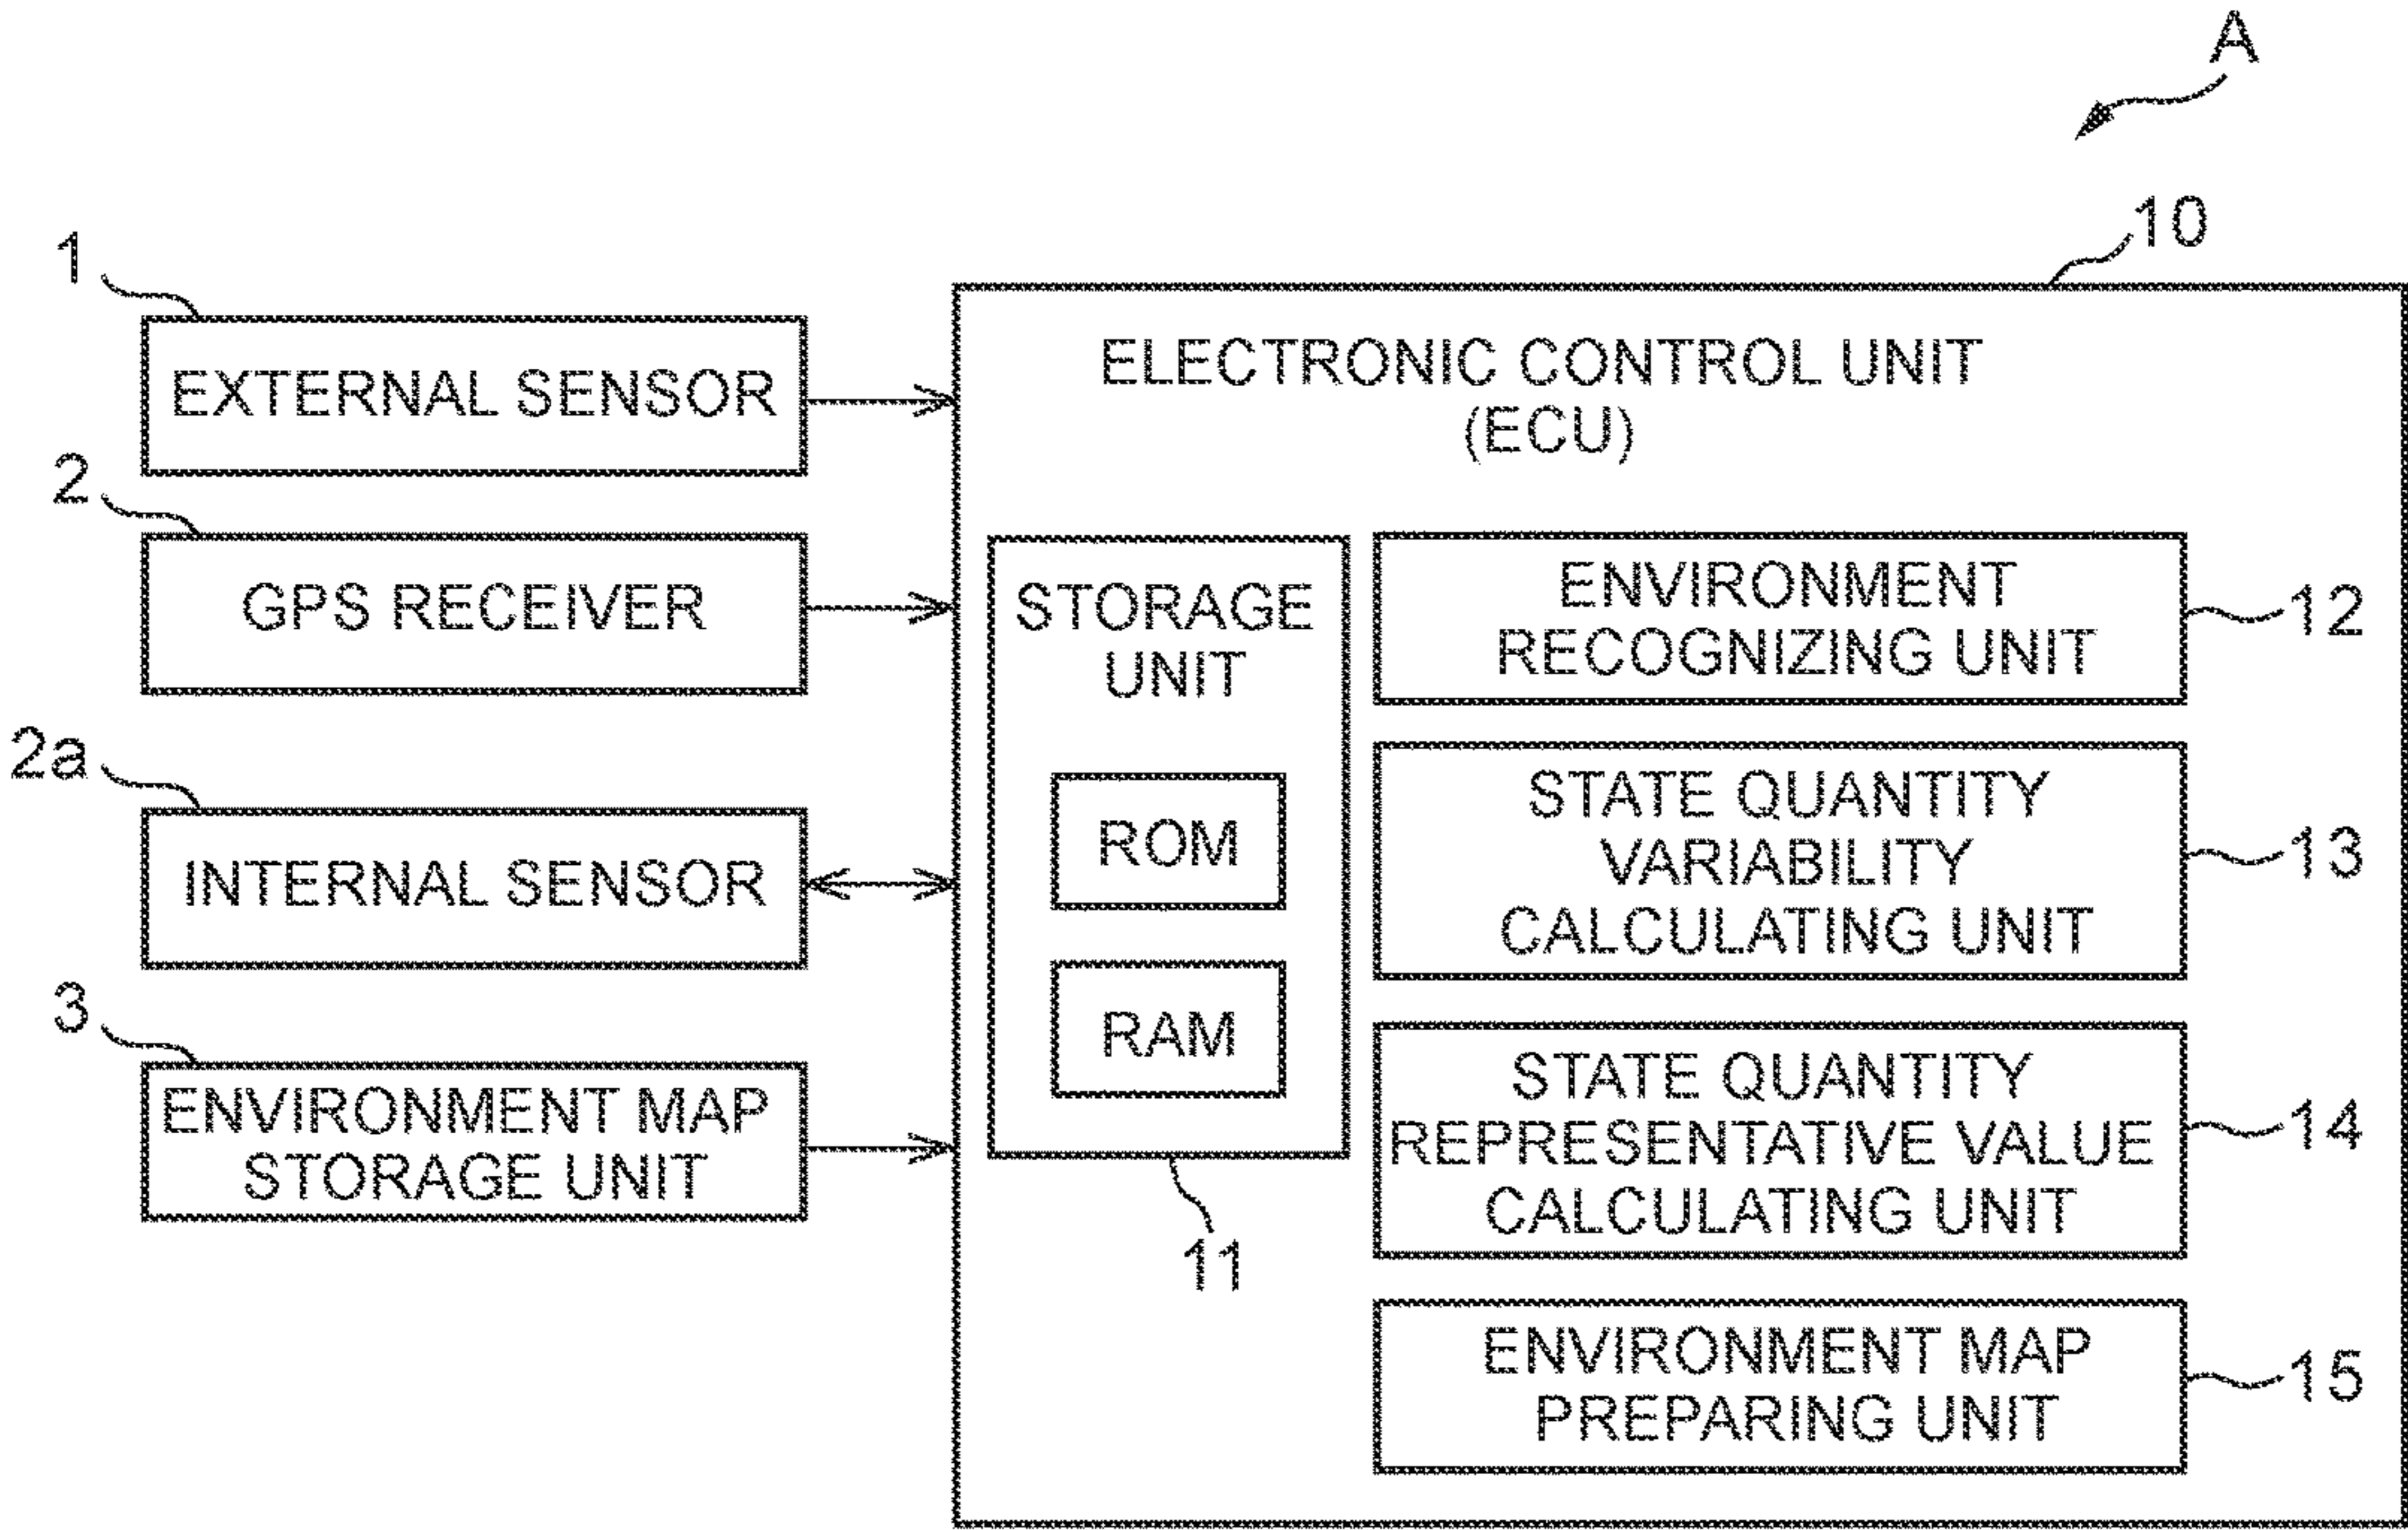 A
10
1
EXTERNAL SENSOR
2
GPS RECEIVER
2a
INTERNAL SENSOR
3
ENVIRONMENT MAP
STORAGE UNIT
ELECTRONIC CONTROL UNIT
(ECU)
STORAGE
UNIT
ROM
RAM
11
ENVIRONMENT
RECOGNIZING UNIT
12
STATE QUANTITY
VARIABILITY
CALCULATING UNIT
13
STATE QUANTITY
REPRESENTATIVE VALUE
CALCULATING UNIT
14
ENVIRONMENT MAP
PREPARING UNIT
15